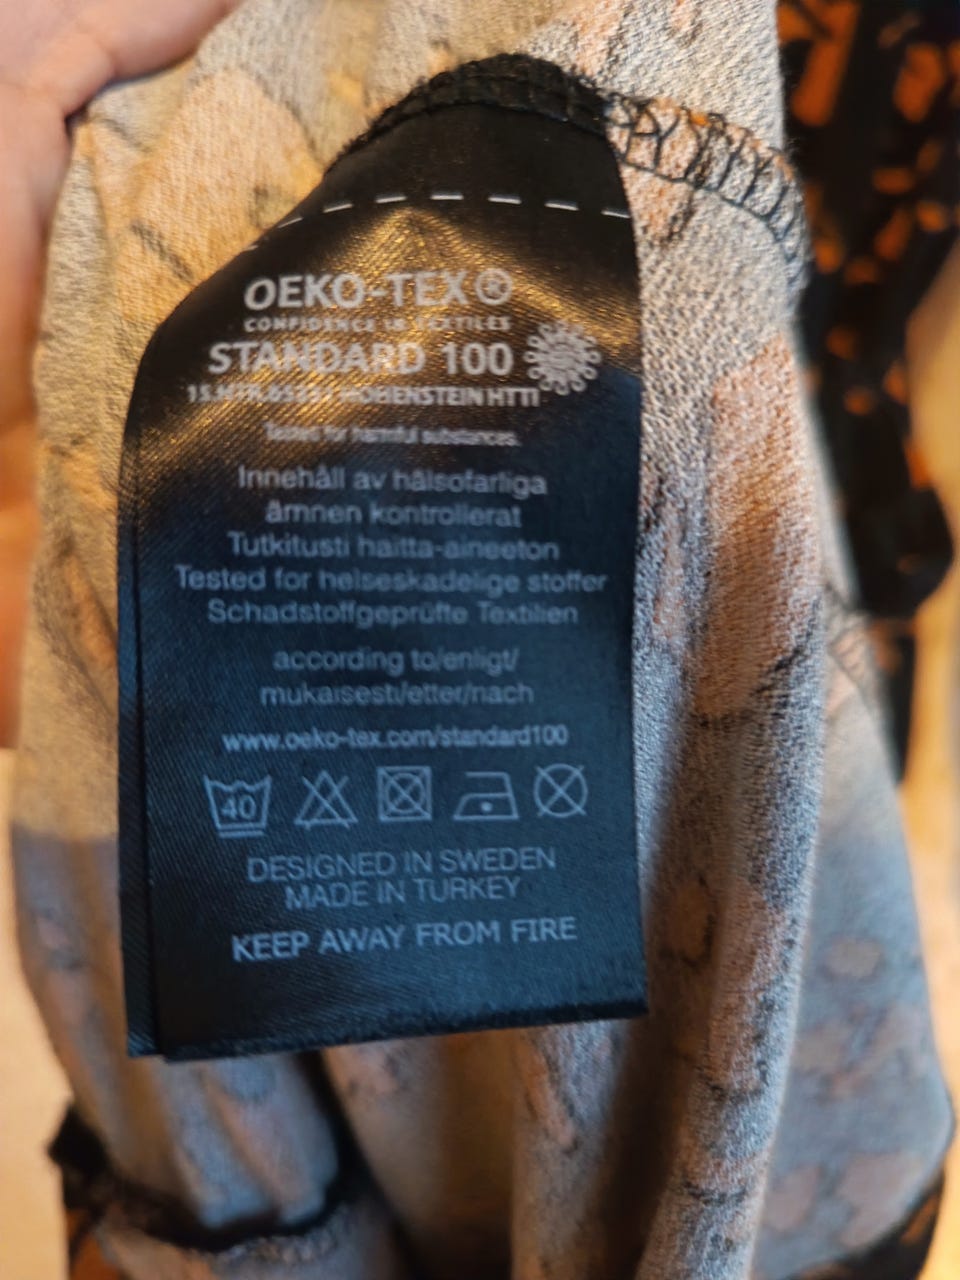 OEKO-TEX®
CONFIDENCE IN TEXTILES
STANDARD 100
HOHENSTEIN HTTI
Tested for harmful substances.
Innehåll av hälsofarliga
ämnen kontrollerat
Tutkitusti haitta-aineeton
Tested for helseskadelige stoffer
Schadstoffgeprüfte Textilien
according to/enligt/
mukaisesti/etter/nach
www.oeko-tex.com/standard100
40
DESIGNED IN SWEDEN
MADE IN TURKEY
KEEP AWAY FROM FIRE